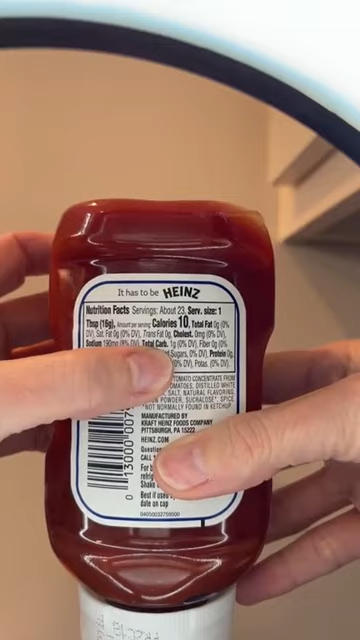 It has to be HEINZ
Nutrition Facts Servings: About 23, Serv. size: 1
Tbsp (16g), Amount per serving: Calories 10, Total Fat 0g (0%
DV), Sat. Fat 0g (0% DV), Trans Fat 0g, Cholest. 0mg (0% DV),
Sodium 190mg (8% DV), Total Carb. 1g (0% DV), Fiber 0g (0%
Sugars, 0% DV), Protein 0g,
(0% DV), Potas. (0% DV).
TOMATO CONCENTRATE FROM
TOMATOES, DISTILLED WHITE
SALT, NATURAL FLAVORING,
POWDER, SUCRALOSE*, SPICE
*NOT NORMALLY FOUND IN KETCHUP
MANUFACTURED BY
KRAFT HEINZ FOODS COMPANY
PITTSBURGH, PA 15222
HEINZ.COM
CALL
For b
refrig
Shake
Best if used
date on cap
0 13000 007